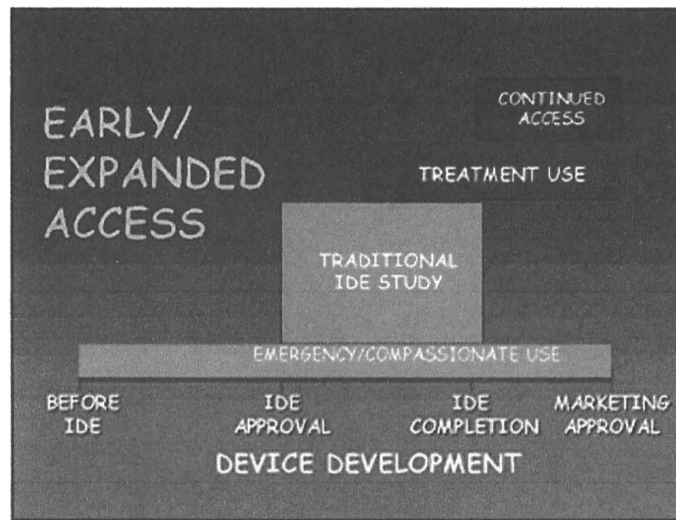 EARLY/
EXPANDED
ACCESS
CONTINUED
ACCESS
TREATMENT USE
TRADITIONAL
IDE STUDY
EMERGENCY/COMPASSIONATE USE
BEFORE
IDE
IDE
APPROVAL
IDE
COMPLETION
MARKETING
APPROVAL
DEVICE DEVELOPMENT